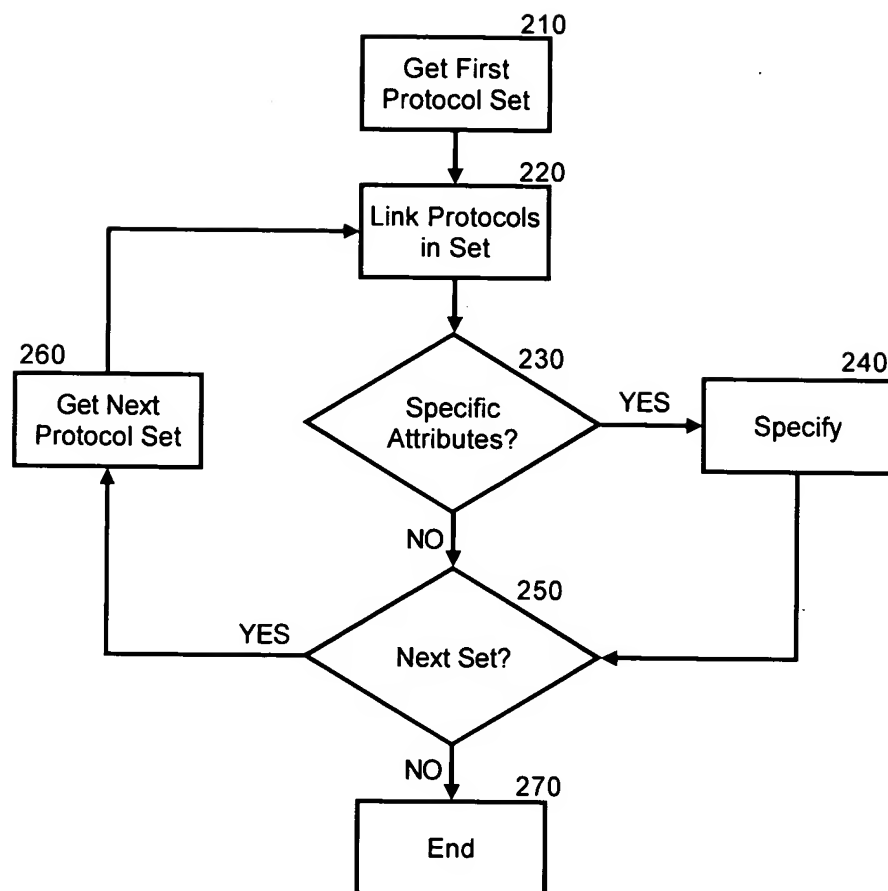 210
Get First
Protocol Set
220
Link Protocols
in Set
230
Specific
Attributes?
YES
240
Specify
260
Get Next
Protocol Set
NO
250
Next Set?
YES
NO
270
End